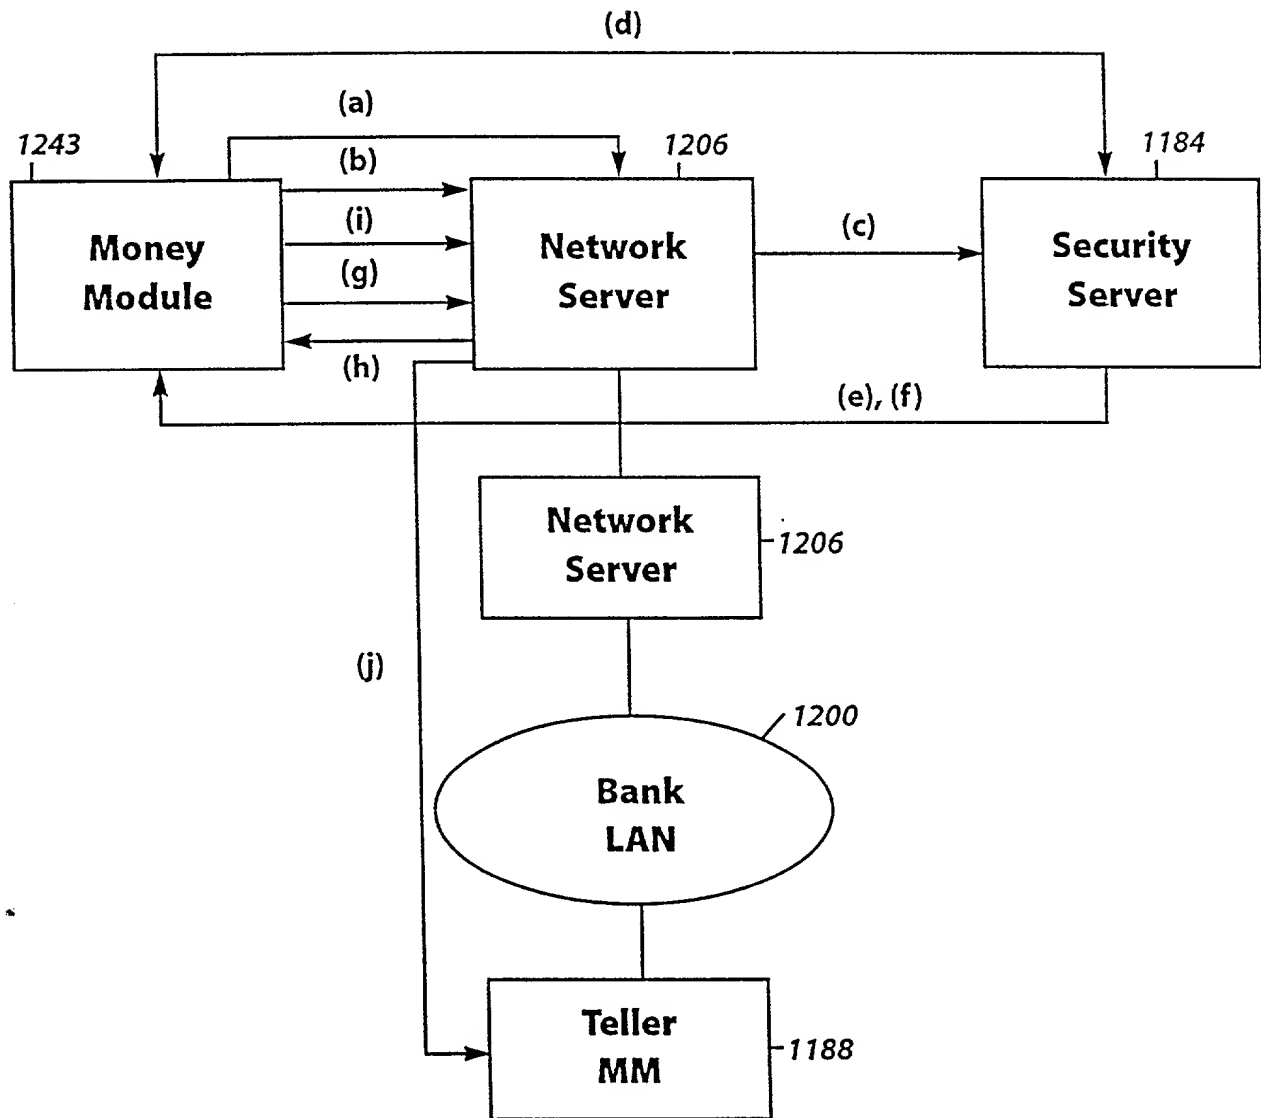 (d)
(a)
1243
1206
1184
(b)
(i)
(g)
(h)
(c)
Money
Module
Network
Server
Security
Server
(e), (f)
Network
Server
1206
(j)
1200
Bank
LAN
Teller
MM
1188